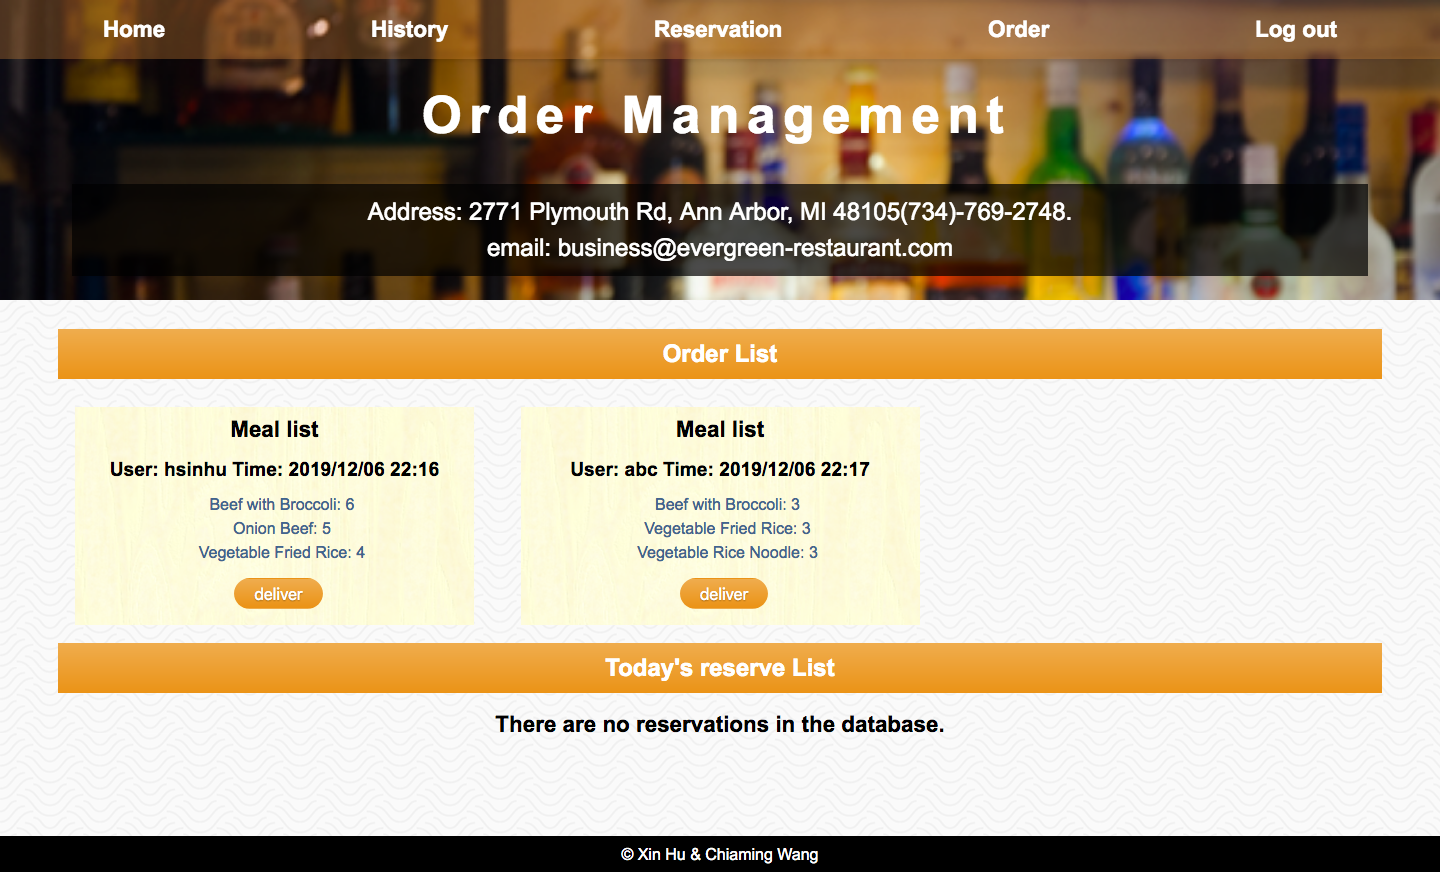 Home History Reservation Order Log out
Order Management
Address: 2771 Plymouth Rd, Ann Arbor, MI 48105(734)-769-2748.
email: business@evergreen-restaurant.com
Order List
Meal list
User: hsinhu Time: 2019/12/06 22:16
Beef with Broccoli: 6
Onion Beef: 5
Vegetable Fried Rice: 4
deliver
Meal list
User: abc Time: 2019/12/06 22:17
Beef with Broccoli: 3
Vegetable Fried Rice: 3
Vegetable Rice Noodle: 3
deliver
Today's reserve List
There are no reservations in the database.
© Xin Hu & Chiaming Wang